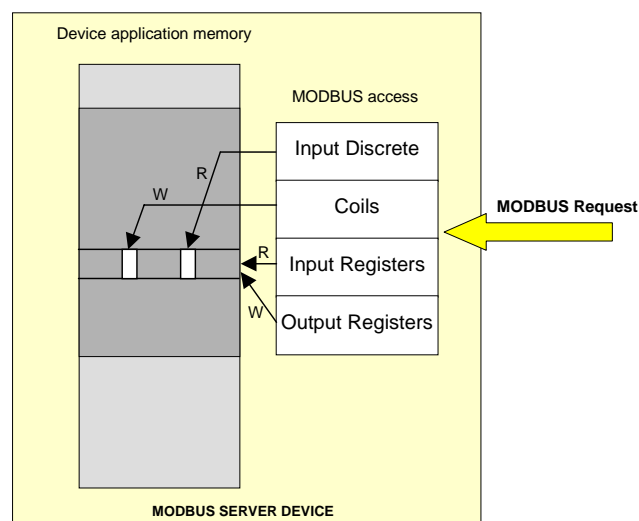 Device application memory
MODBUS access
Input Discrete
R
W
Coils
MODBUS Request
R
Input Registers
W
Output Registers
MODBUS SERVER DEVICE